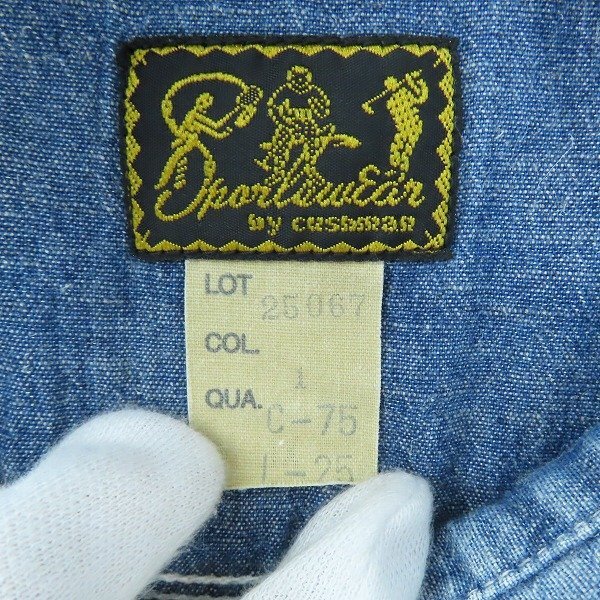 SportswEar
by cushman
LOT 25067
COL. 1
QUA. C-75
L-25